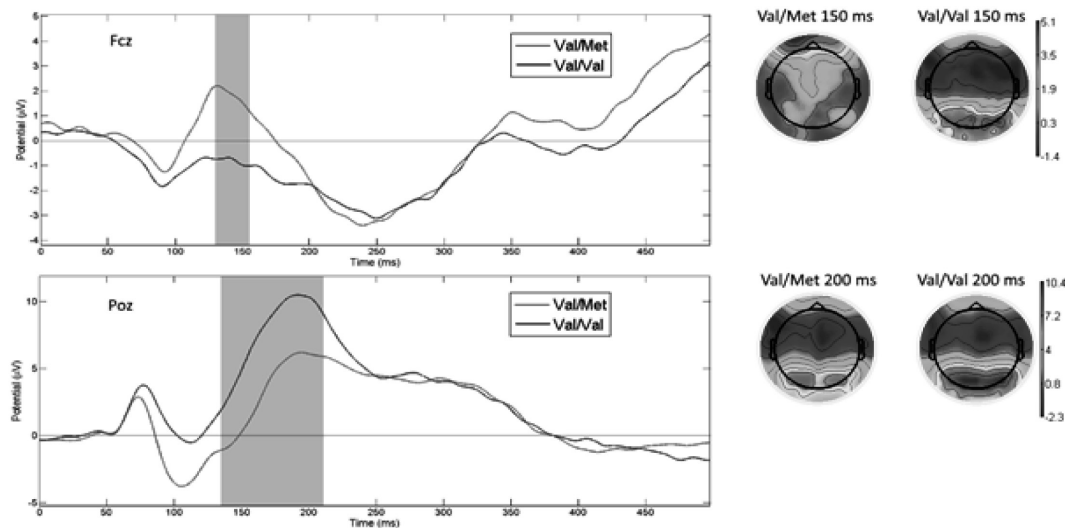 Fcz
Val/Met
Val/Val
Potential (µV)
5
4
3
2
1
0
-1
-2
-3
-4
0 50 100 150 200 250 300 350 400 450
Time (ms)
Val/Met 150 ms
Val/Val 150 ms
5.1
3.5
1.9
0.3
-1.4
Poz
Val/Met
Val/Val
Potential (µV)
10
5
0
-5
0 50 100 150 200 250 300 350 400 450
Time (ms)
Val/Met 200 ms
Val/Val 200 ms
10.4
7.2
4
0.8
-2.3